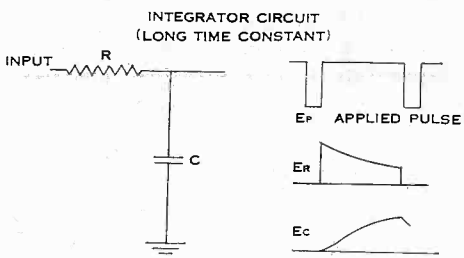 INTEGRATOR CIRCUIT
(LONG TIME CONSTANT)
INPUT
R
C
EP APPLIED PULSE
ER
EC